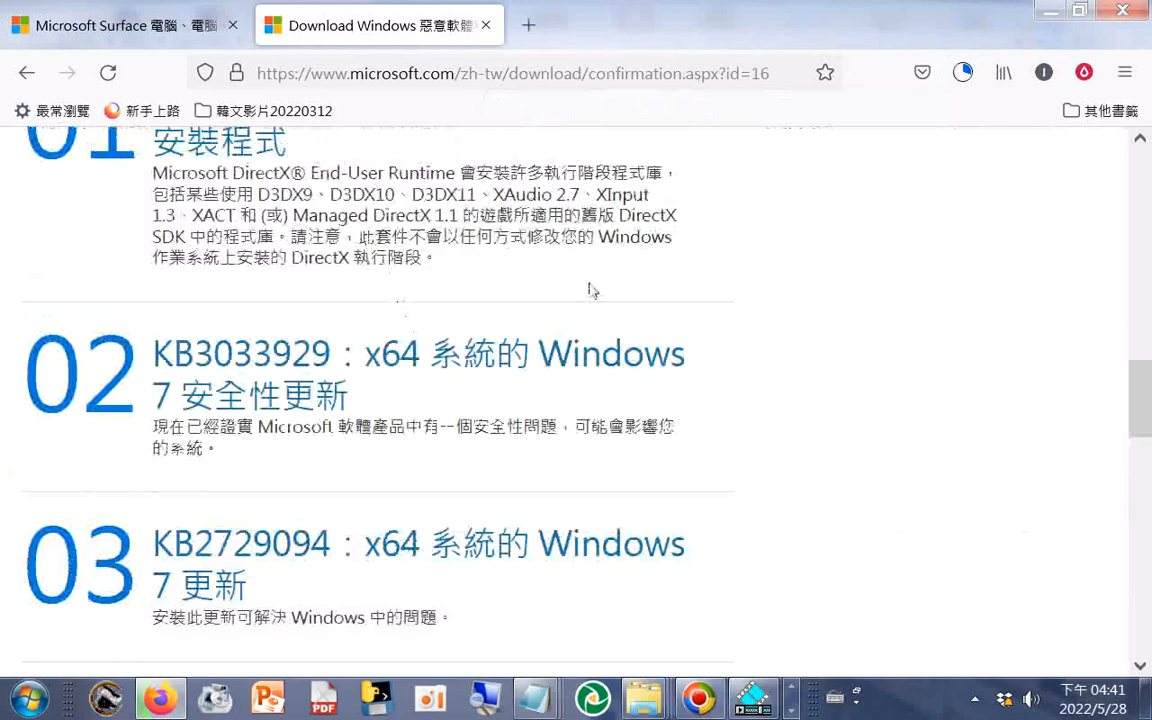 Microsoft Surface 電腦、電腦
Download Windows 惡意軟體
https://www.microsoft.com/zh-tw/download/confirmation.aspx?id=16
最常瀏覽
新手上路
韓文影片20220312
其他書籤
01
安裝程式
Microsoft DirectX® End-User Runtime 會安裝許多執行階段程式庫，
包括某些使用 D3DX9、D3DX10、D3DX11、XAudio 2.7、XInput
1.3、XACT 和 (或) Managed DirectX 1.1 的遊戲所適用的舊版 DirectX
SDK 中的程式庫。請注意，此套件不會以任何方式修改您的 Windows
作業系統上安裝的 DirectX 執行階段。
02
KB3033929：x64 系統的 Windows
7 安全性更新
現在已經證實 Microsoft 軟體產品中有一個安全性問題，可能會影響您
的系統。
03
KB2729094：x64 系統的 Windows
7 更新
安裝此更新可解決 Windows 中的問題。
PDF
下午 04:41
2022/5/28